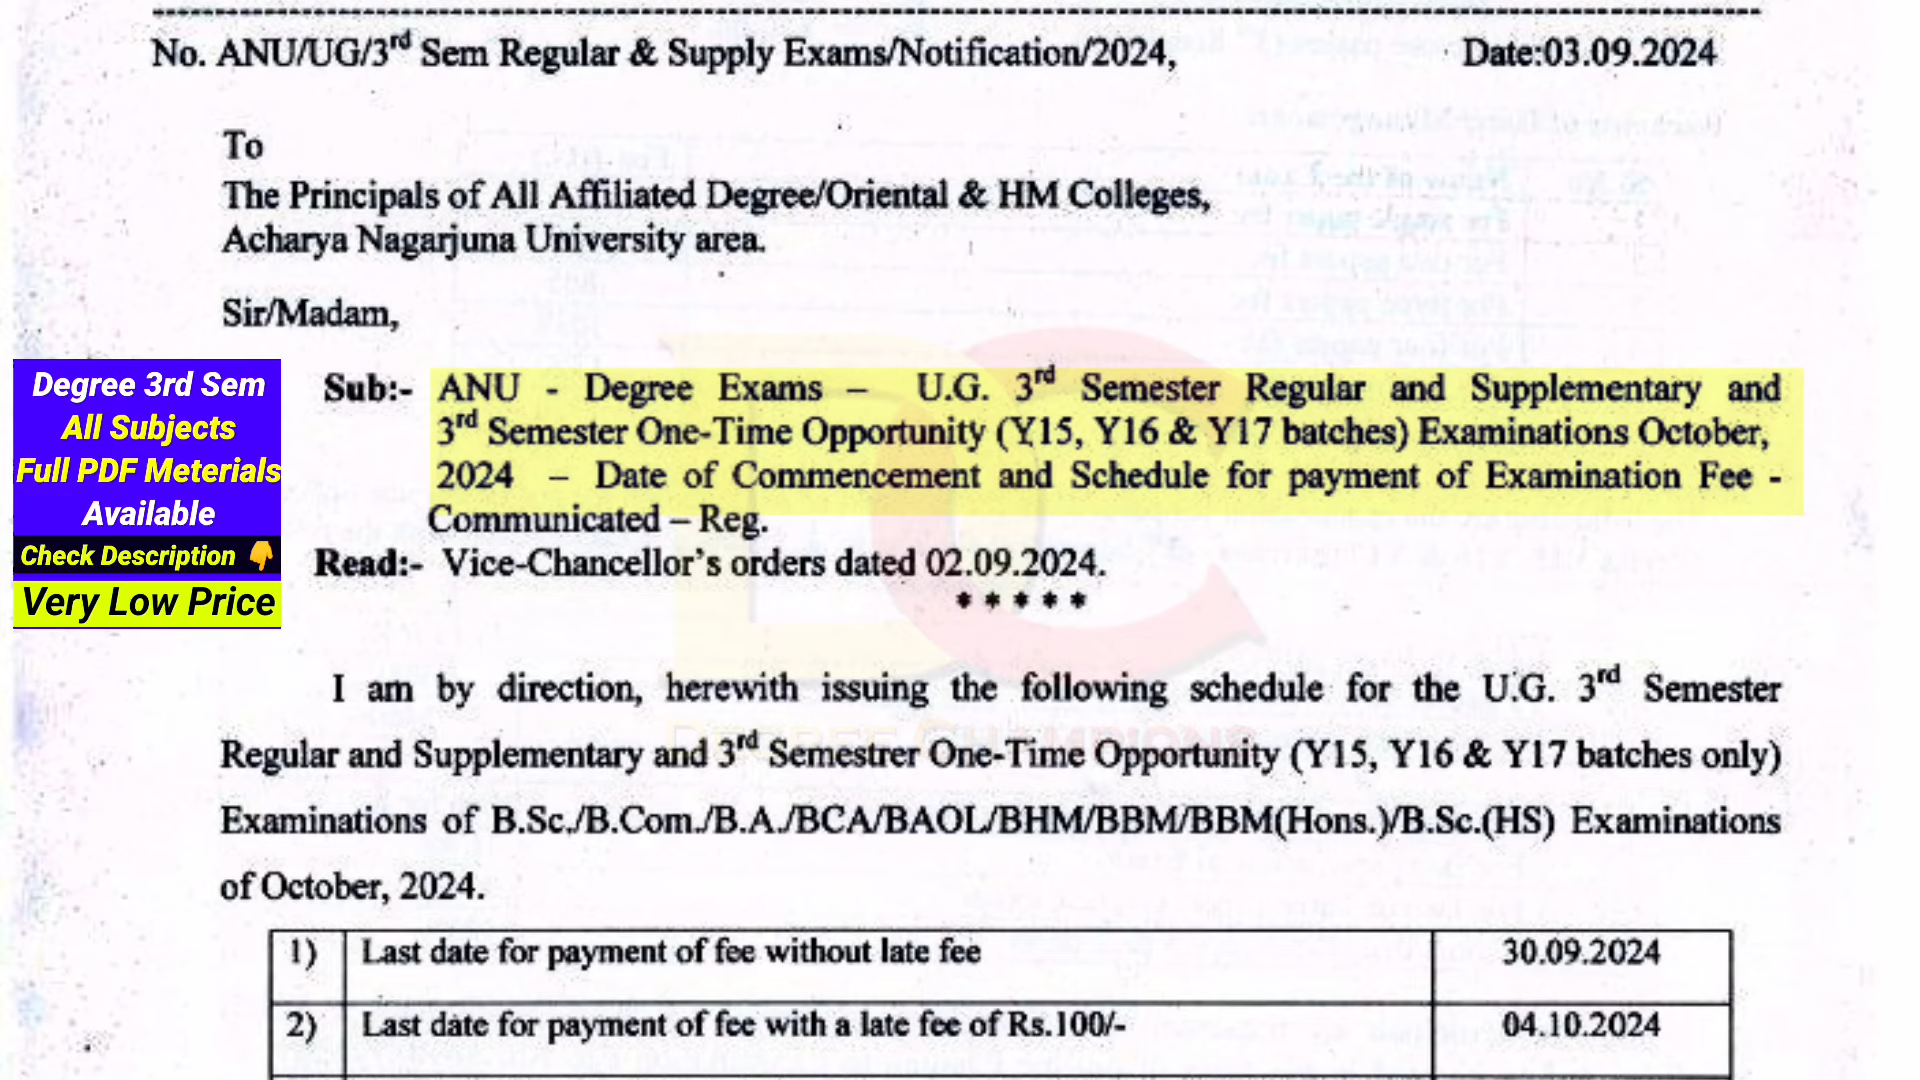 No. ANU/UG/3rd Sem Regular & Supply Exams/Notification/2024,
Date:03.09.2024
To
The Principals of All Affiliated Degree/Oriental & HM Colleges,
Acharya Nagarjuna University area.
Sir/Madam,
Sub:- ANU - Degree Exams – U.G. 3rd Semester Regular and Supplementary and
3rd Semester One-Time Opportunity (Y15, Y16 & Y17 batches) Examinations October,
2024 – Date of Commencement and Schedule for payment of Examination Fee -
Communicated – Reg.
Read:- Vice-Chancellor's orders dated 02.09.2024.
*****
Degree 3rd Sem
All Subjects
Full PDF Meterials
Available
Check Description 👇
Very Low Price
DC
DEGREE CHAMPIONS
I am by direction, herewith issuing the following schedule for the U.G. 3rd Semester
Regular and Supplementary and 3rd Semestrer One-Time Opportunity (Y15, Y16 & Y17 batches only)
Examinations of B.Sc./B.Com./B.A./BCA/BAOL/BHM/BBM/BBM(Hons.)/B.Sc.(HS) Examinations
of October, 2024.
1) Last date for payment of fee without late fee 30.09.2024
2) Last date for payment of fee with a late fee of Rs.100/- 04.10.2024